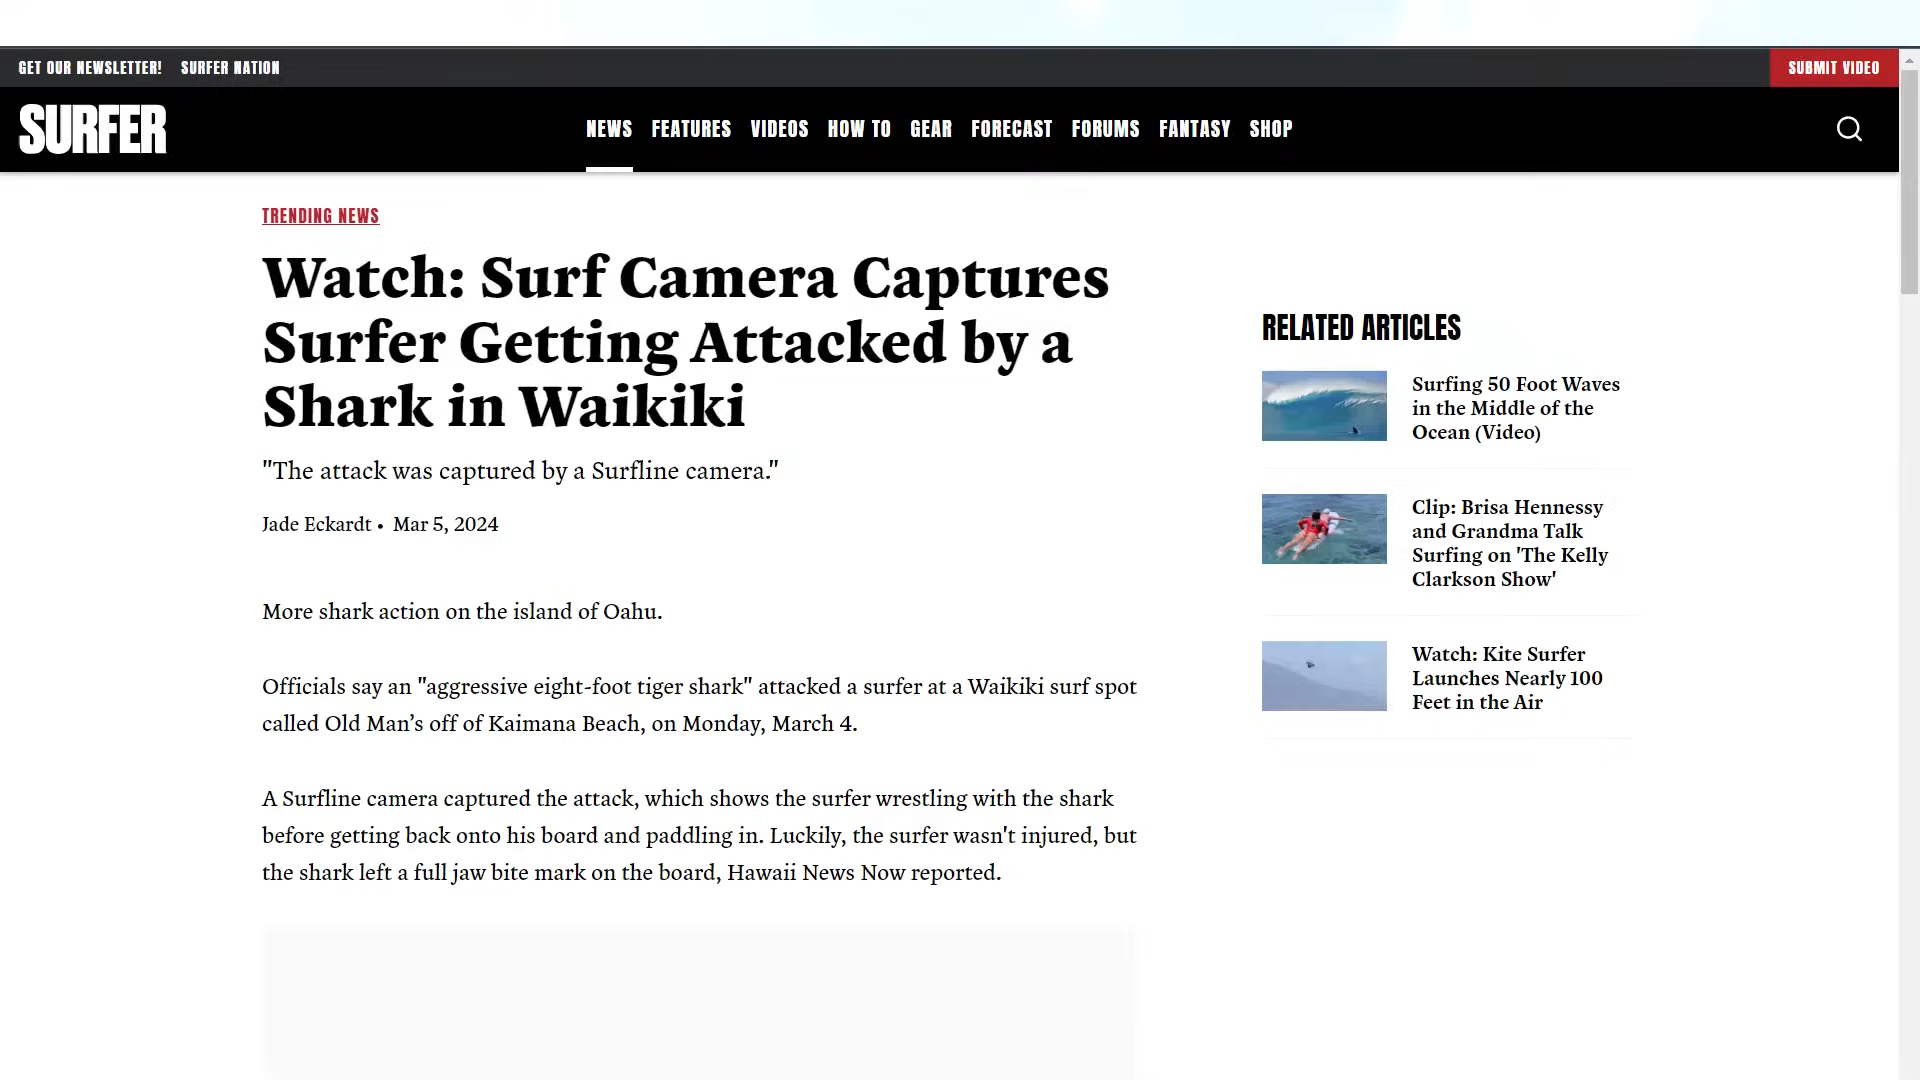 GET OUR NEWSLETTER! SURFER NATION SUBMIT VIDEO
SURFER NEWS FEATURES VIDEOS HOW TO GEAR FORECAST FORUMS FANTASY SHOP
TRENDING NEWS
Watch: Surf Camera Captures
Surfer Getting Attacked by a
Shark in Waikiki
"The attack was captured by a Surfline camera."
Jade Eckardt • Mar 5, 2024
More shark action on the island of Oahu.
Officials say an "aggressive eight-foot tiger shark" attacked a surfer at a Waikiki surf spot
called Old Man’s off of Kaimana Beach, on Monday, March 4.
A Surfline camera captured the attack, which shows the surfer wrestling with the shark
before getting back onto his board and paddling in. Luckily, the surfer wasn't injured, but
the shark left a full jaw bite mark on the board, Hawaii News Now reported.
RELATED ARTICLES
Surfing 50 Foot Waves
in the Middle of the
Ocean (Video)
Clip: Brisa Hennessy
and Grandma Talk
Surfing on 'The Kelly
Clarkson Show'
Watch: Kite Surfer
Launches Nearly 100
Feet in the Air